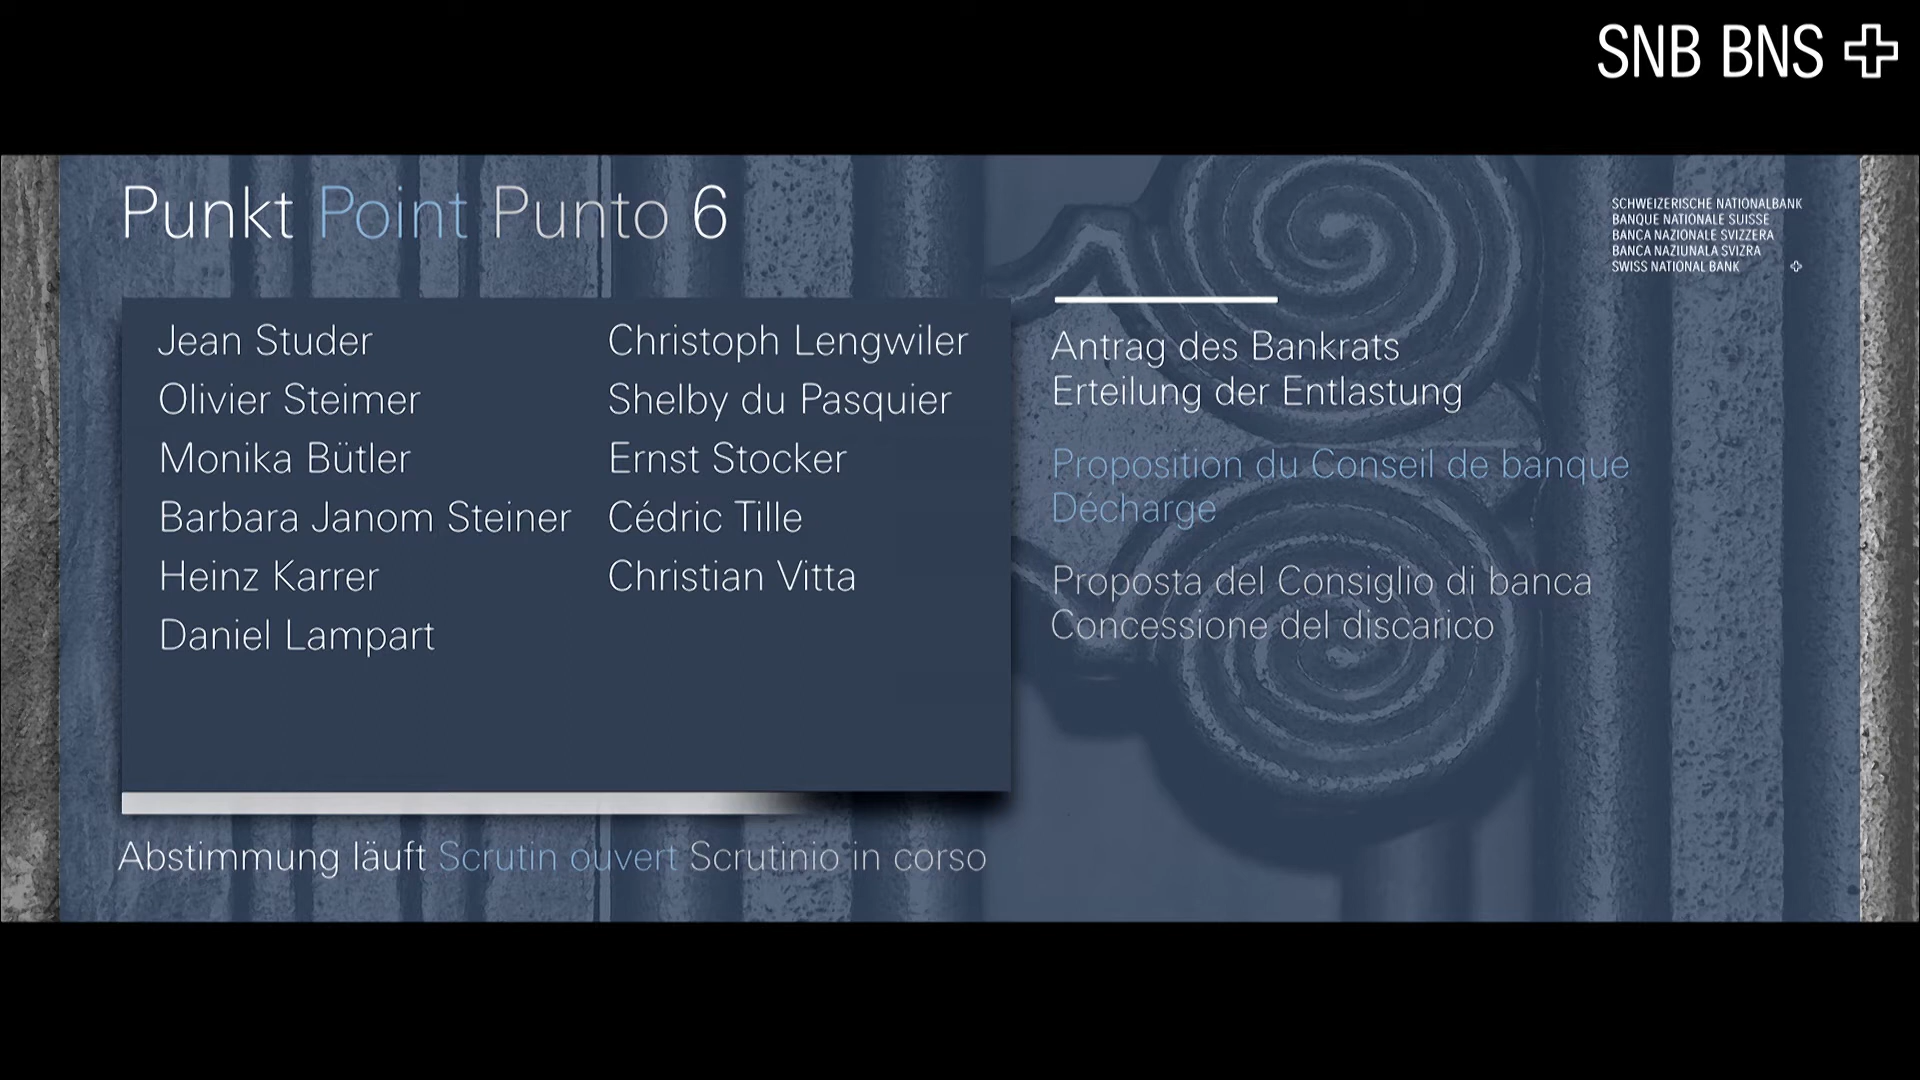 SNB BNS
Punkt Point Punto 6
SCHWEIZERISCHE NATIONALBANK
BANQUE NATIONALE SUISSE
BANCA NAZIONALE SVIZZERA
BANCA NAZIUNALA SVIZRA
SWISS NATIONAL BANK
Jean Studer
Olivier Steimer
Monika Bütler
Barbara Janom Steiner
Heinz Karrer
Daniel Lampart
Christoph Lengwiler
Shelby du Pasquier
Ernst Stocker
Cédric Tille
Christian Vitta
Antrag des Bankrats
Erteilung der Entlastung
Proposition du Conseil de banque
Décharge
Proposta del Consiglio di banca
Concessione del discarico
Abstimmung läuft Scrutin ouvert Scrutinio in corso